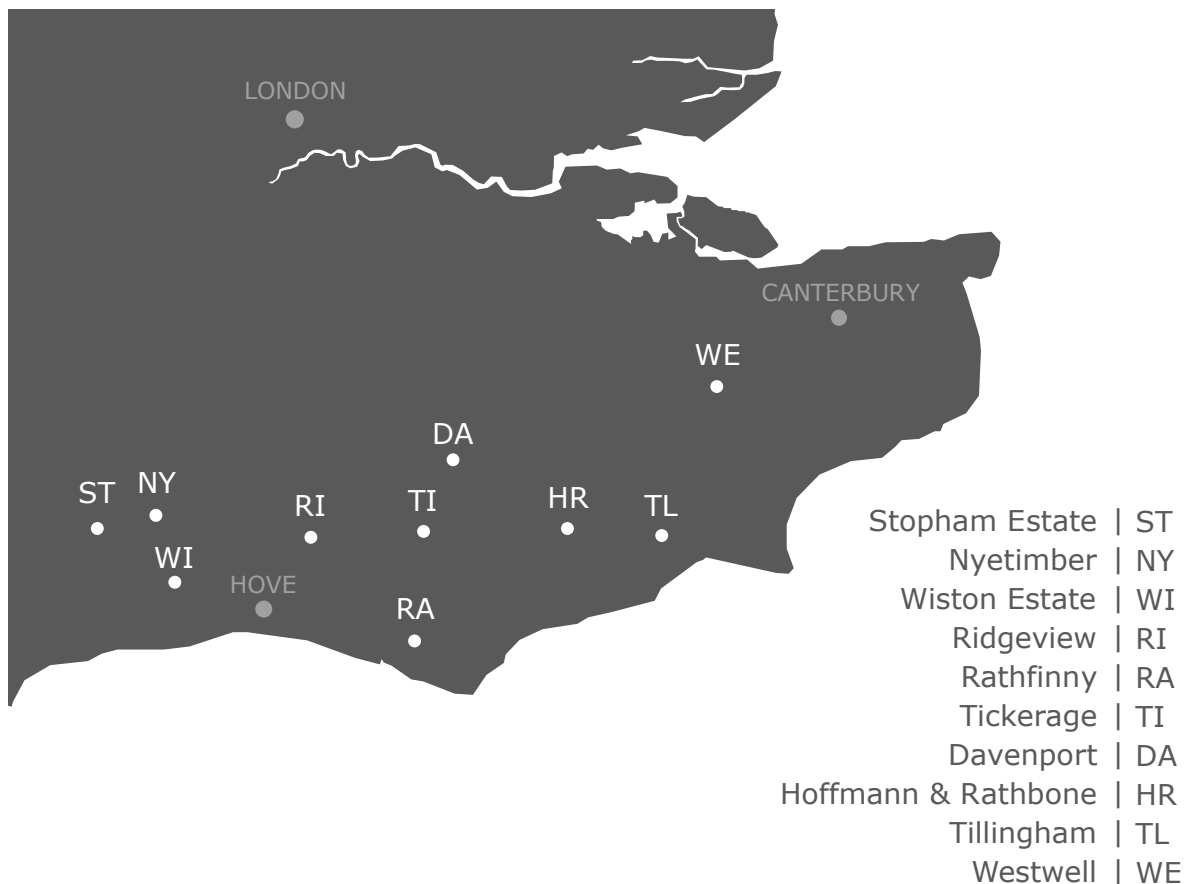 LONDON
CANTERBURY
WE
DA
ST
NY
RI
TI
HR
TL
WI
HOVE
RA
Stopham Estate | ST
Nyetimber | NY
Wiston Estate | WI
Ridgeview | RI
Rathfinny | RA
Tickerage | TI
Davenport | DA
Hoffmann & Rathbone | HR
Tillingham | TL
Westwell | WE